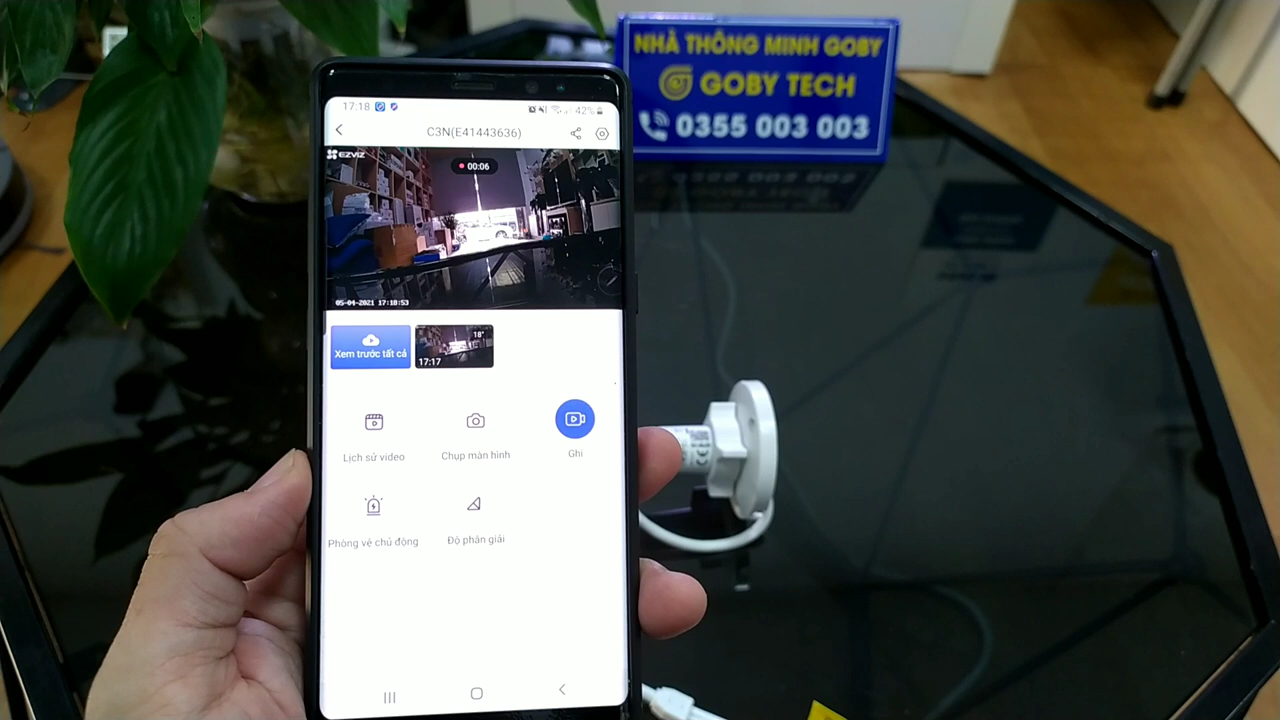 NHÀ THÔNG MINH GOBY
GOBY TECH
0355 003 003
17:18
42%
C3N(E41443636)
EZVIZ
00:06
05-04-2021 17:18:53
Xem trước tất cả
18"
17:17
Lịch sử video
Chụp màn hình
Ghi
Phòng vệ chủ động
Độ phân giải